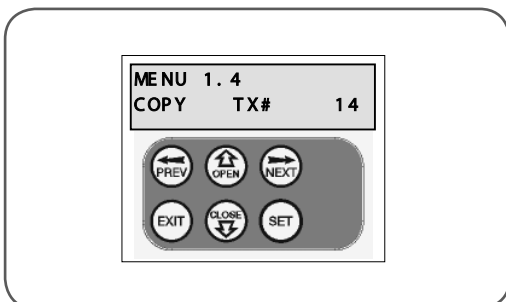 MENU 1.4
COPY TX# 14
PREV OPEN NEXT
EXIT CLOSE SET